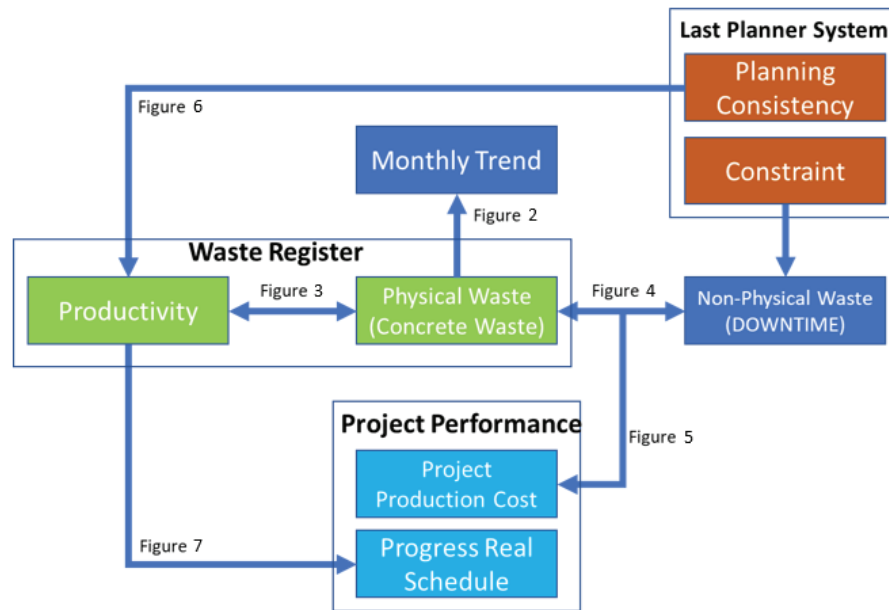 Last Planner System
Planning
Consistency
Figure 6
Monthly Trend
Constraint
Figure 2
Waste Register
Productivity
Figure 3
Physical Waste
(Concrete Waste)
Figure 4
Non-Physical Waste
(DOWNTIME)
Project Performance
Figure 5
Project
Production Cost
Figure 7
Progress Real
Schedule